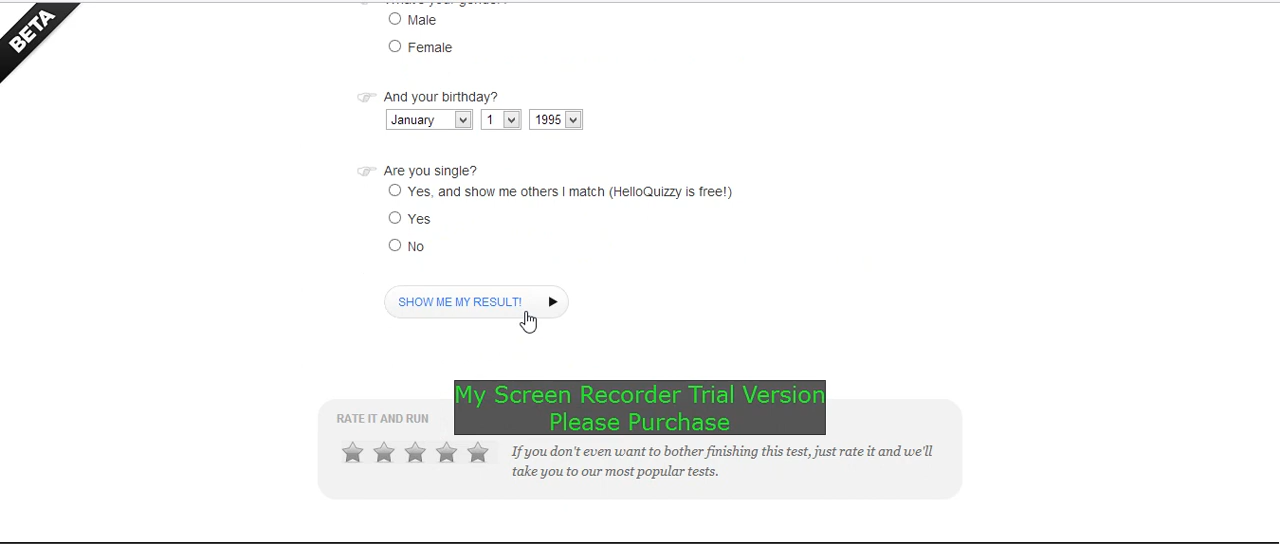 BETA
Male
Female
And your birthday?
January 1 1995
Are you single?
Yes, and show me others I match (HelloQuizzy is free!)
Yes
No
SHOW ME MY RESULT!
My Screen Recorder Trial Version
Please Purchase
RATE IT AND RUN
If you don't even want to bother finishing this test, just rate it and we'll
take you to our most popular tests.